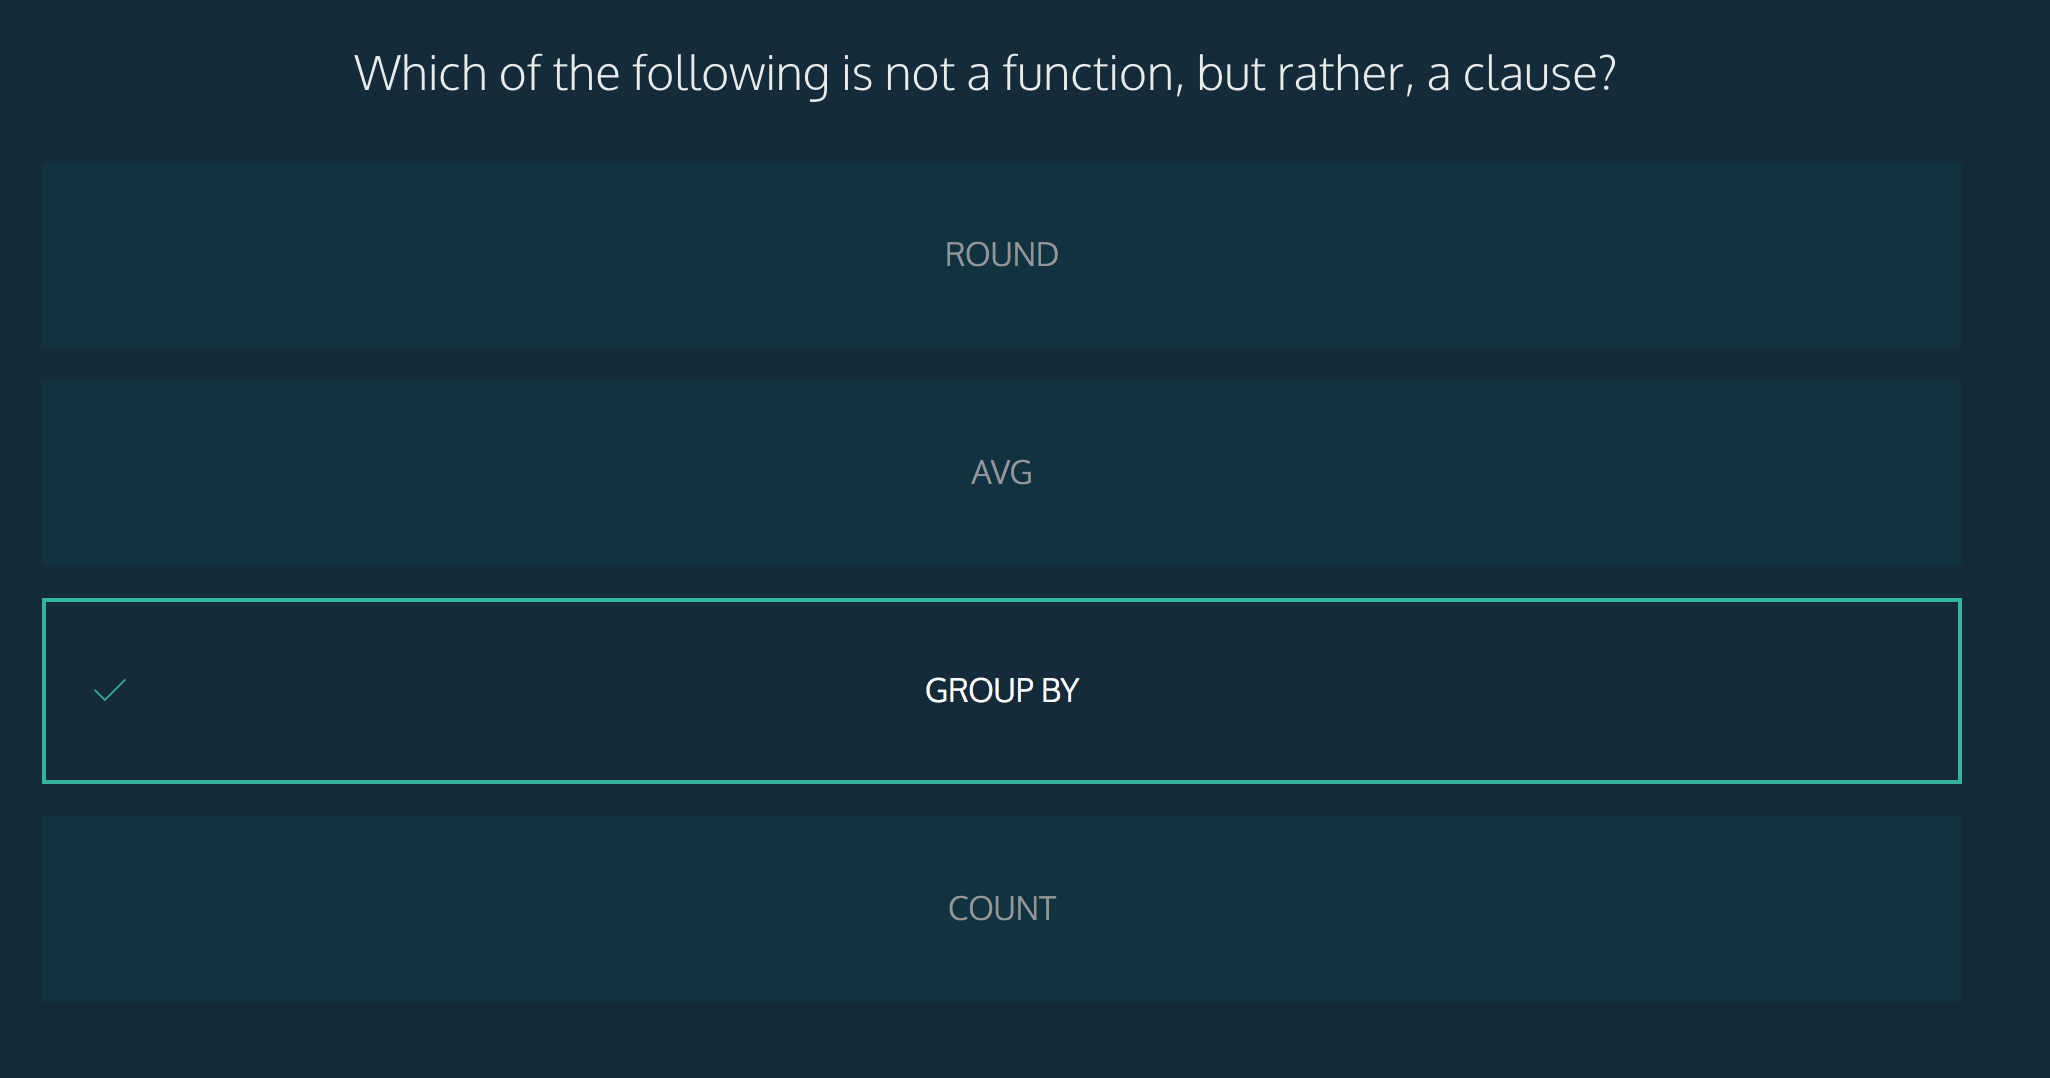 Which of the following is not a function, but rather, a clause?
ROUND
AVG
GROUP BY
COUNT